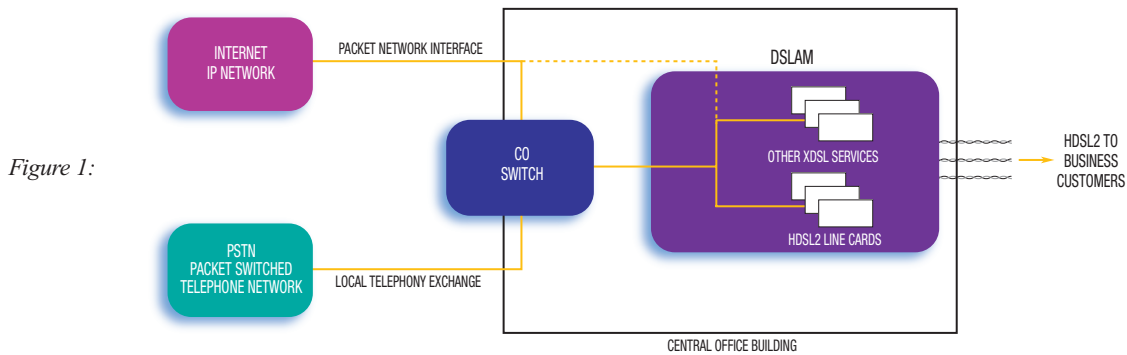 Figure 1:
INTERNET
IP NETWORK
PACKET NETWORK INTERFACE
DSLAM
CO
SWITCH
OTHER XDSL SERVICES
HDSL2 LINE CARDS
HDSL2 TO
BUSINESS
CUSTOMERS
PSTN
PACKET SWITCHED
TELEPHONE NETWORK
LOCAL TELEPHONY EXCHANGE
CENTRAL OFFICE BUILDING